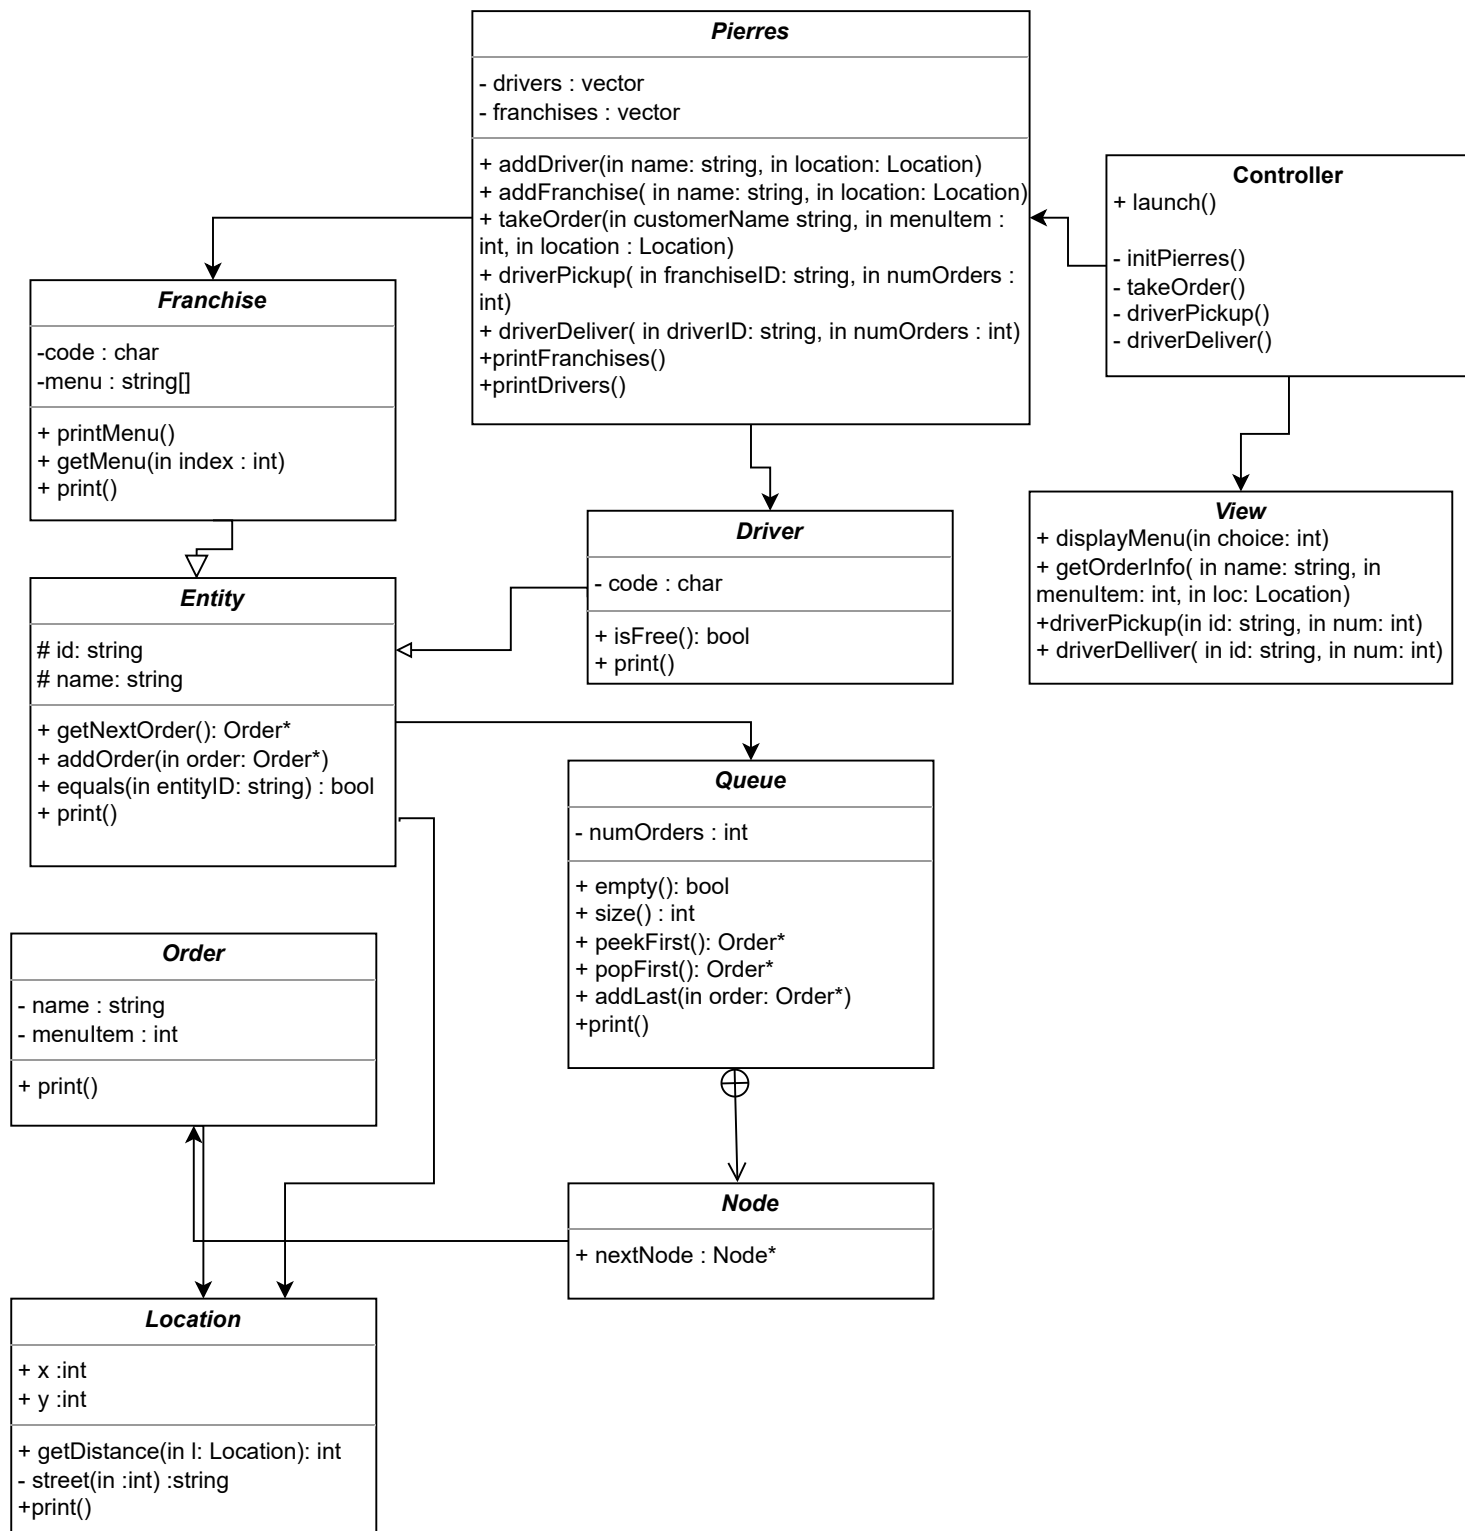 Pierres
- drivers : vector
- franchises : vector
+ addDriver(in name: string, in location: Location)
+ addFranchise( in name: string, in location: Location)
+ takeOrder(in customerName string, in menuItem :
int, in location : Location)
+ driverPickup( in franchiseID: string, in numOrders :
int)
+ driverDeliver( in driverID: string, in numOrders : int)
+printFranchises()
+printDrivers()
Controller
+ launch()
- initPierres()
- takeOrder()
- driverPickup()
- driverDeliver()
Franchise
-code : char
-menu : string[]
+ printMenu()
+ getMenu(in index : int)
+ print()
View
+ displayMenu(in choice: int)
+ getOrderInfo( in name: string, in
menuItem: int, in loc: Location)
+driverPickup(in id: string, in num: int)
+ driverDelliver( in id: string, in num: int)
Driver
- code : char
+ isFree(): bool
+ print()
Entity
# id: string
# name: string
+ getNextOrder(): Order*
+ addOrder(in order: Order*)
+ equals(in entityID: string) : bool
+ print()
Queue
- numOrders : int
+ empty(): bool
+ size() : int
+ peekFirst(): Order*
+ popFirst(): Order*
+ addLast(in order: Order*)
+print()
Order
- name : string
- menuItem : int
+ print()
Node
+ nextNode : Node*
Location
+ x :int
+ y :int
+ getDistance(in l: Location): int
- street(in :int) :string
+print()